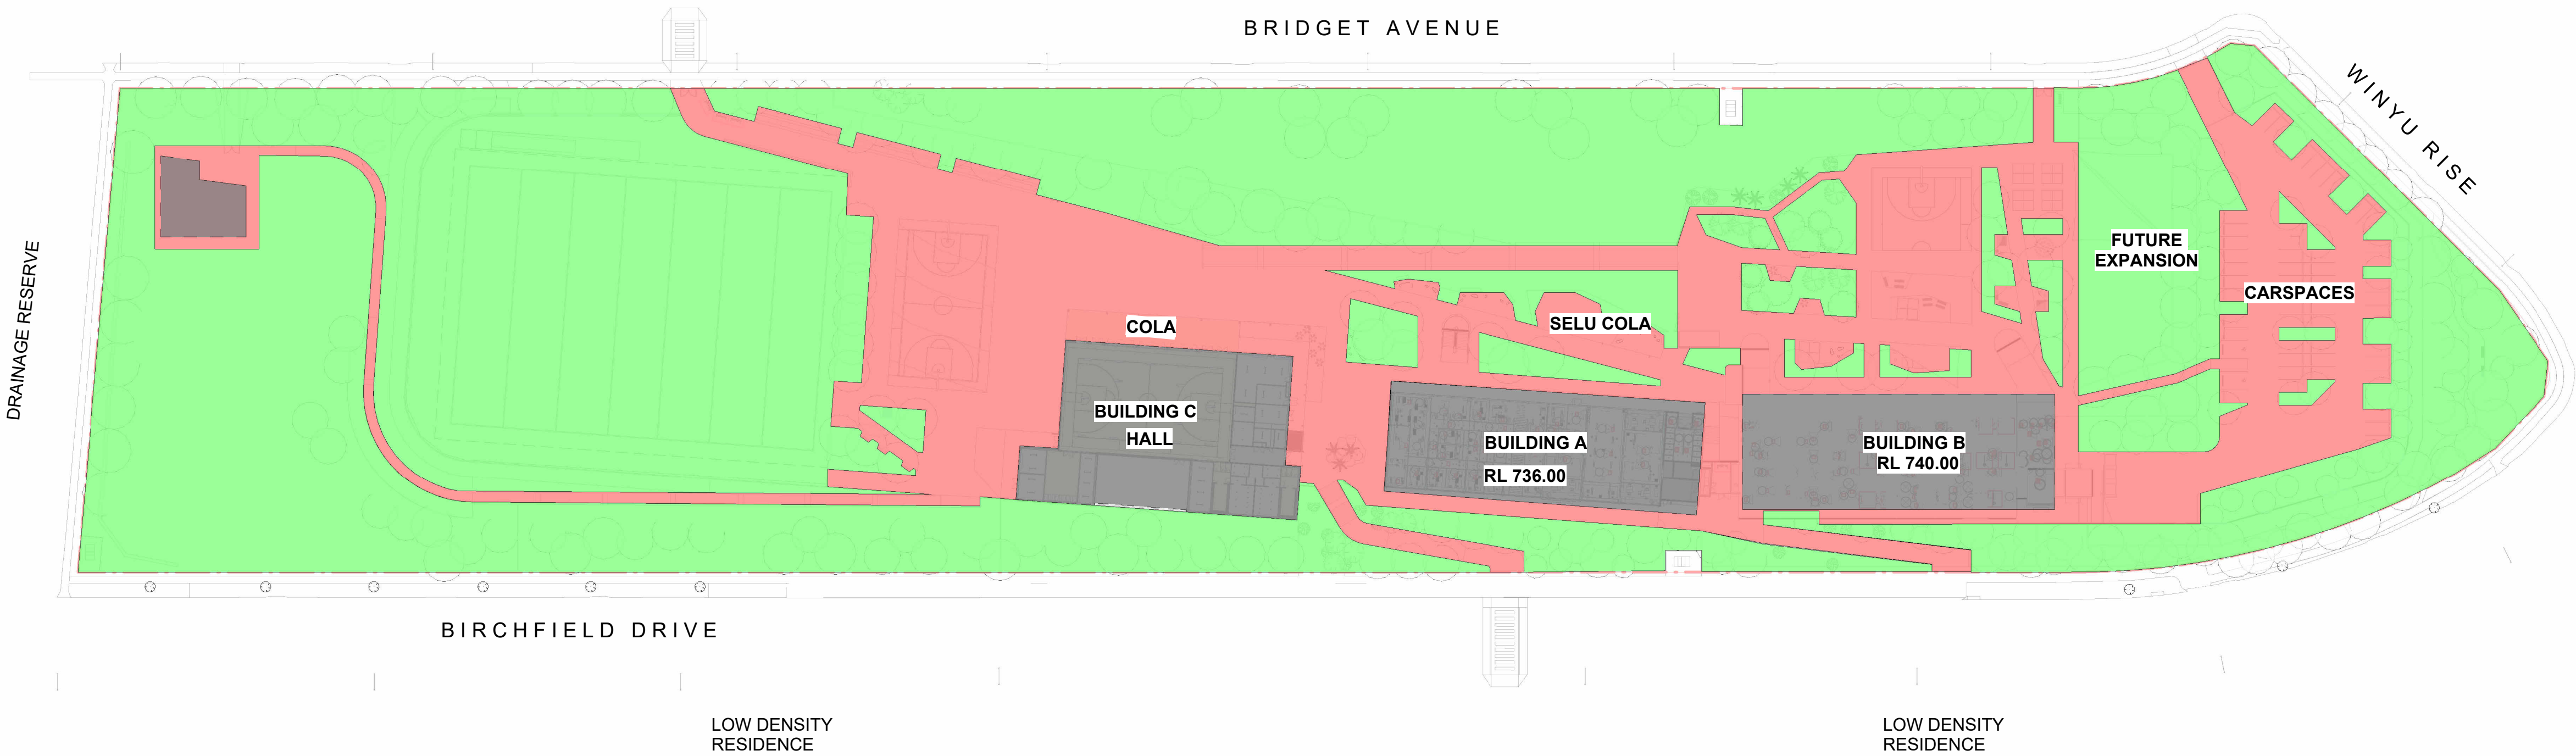 BRIDGET AVENUE
WINYU RISE
DRAINAGE RESERVE
FUTURE
EXPANSION
CARSPACES
COLA
SELU COLA
BUILDING C
HALL
BUILDING A
RL 736.00
BUILDING B
RL 740.00
BIRCHFIELD DRIVE
LOW DENSITY
RESIDENCE
LOW DENSITY
RESIDENCE